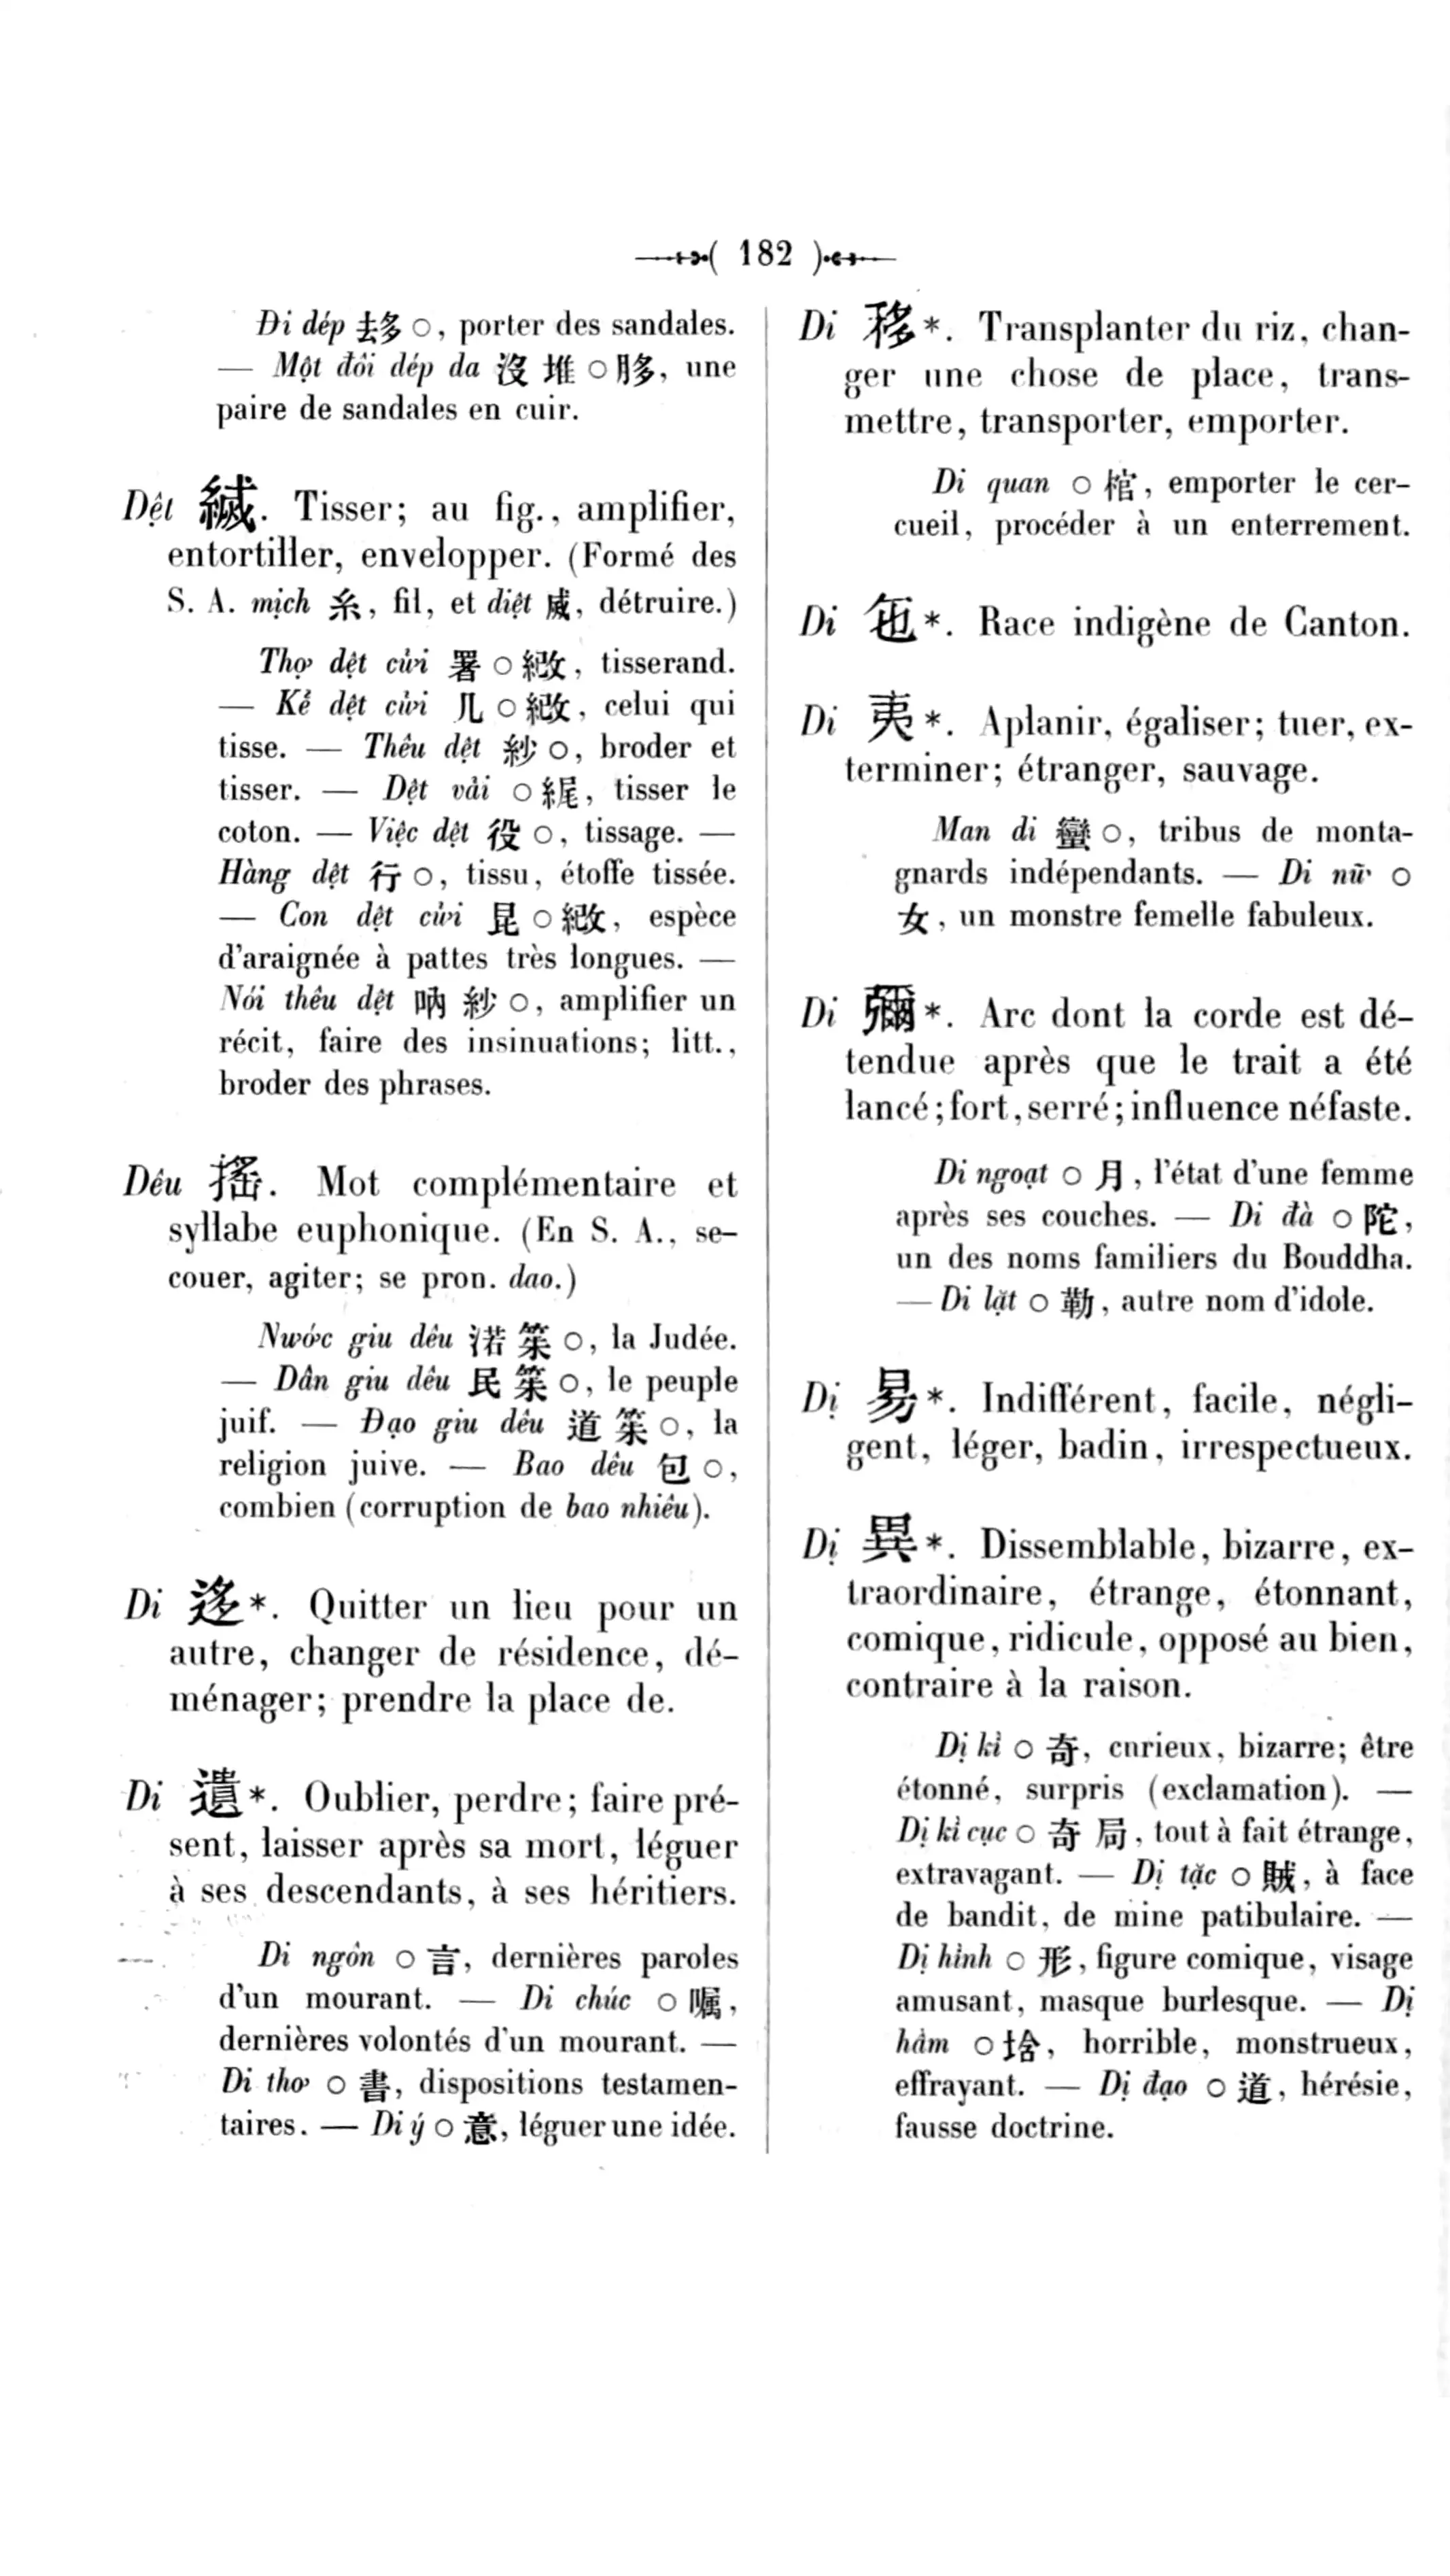 ( 182 )
Đi dép 𠫾 ○, porter des sandales.
— Một đôi dép da 沒 堆 ○ 𤿍, une
paire de sandales en cuir.
Dệt 緎. Tisser; au fig., amplifier,
entortiller, envelopper. (Formé des
S. A. mịch 糸, fil, et diệt 烕, détruire.)
Thợ dệt cửi 署 ○ 䋔, tisserand.
— Kẻ dệt cửi 几 ○ 䋔, celui qui
tisse. — Thêu dệt 紗 ○, broder et
tisser. — Dệt vải ○ 䋦, tisser le
coton. — Việc dệt 役 ○, tissage. —
Hàng dệt 行 ○, tissu, étoffe tissée.
— Con dệt cửi 昆 ○ 䋔, espèce
d'araignée à pattes très longues. —
Nói thêu dệt 吶 紗 ○, amplifier un
récit, faire des insinuations; litt.,
broder des phrases.
Dêu 搖. Mot complémentaire et
syllabe euphonique. (En S. A., se-
couer, agiter; se pron. dao.)
Nước giu dêu 渃 ○, la Judée.
— Dân giu dêu 民 ○, le peuple
juif. — Đạo giu dêu 道 ○, la
religion juive. — Bao dêu 包 ○,
combien (corruption de bao nhiêu).
Di 迻*. Quitter un lieu pour un
autre, changer de résidence, dé-
ménager; prendre la place de.
Di 遺*. Oublier, perdre; faire pré-
sent, laisser après sa mort, léguer
à ses descendants, à ses héritiers.
Di ngôn ○ 言, dernières paroles
d'un mourant. — Di chúc ○ 嘱,
dernières volontés d'un mourant. —
Di thơ ○ 書, dispositions testamen-
taires. — Di ý ○ 意, léguer une idée.
Di 移*. Transplanter du riz, chan-
ger une chose de place, trans-
mettre, transporter, emporter.
Di quan ○ 棺, emporter le cer-
cueil, procéder à un enterrement.
Di *. Race indigène de Canton.
Di 夷*. Aplanir, égaliser; tuer, ex-
terminer; étranger, sauvage.
Man di 蠻 ○, tribus de monta-
gnards indépendants. — Di nữ ○
女, un monstre femelle fabuleux.
Di 彌*. Arc dont la corde est dé-
tendue après que le trait a été
lancé; fort, serré; influence néfaste.
Di ngoạt ○ 月, l'état d'une femme
après ses couches. — Di đà ○ 陀,
un des noms familiers du Bouddha.
— Di lặt ○ 勒, autre nom d'idole.
Dị 易*. Indifférent, facile, négli-
gent, léger, badin, irrespectueux.
Dị 異*. Dissemblable, bizarre, ex-
traordinaire, étrange, étonnant,
comique, ridicule, opposé au bien,
contraire à la raison.
Dị kì ○ 奇, curieux, bizarre; être
étonné, surpris (exclamation). —
Dị kì cục ○ 奇 局, tout à fait étrange,
extravagant. — Dị tặc ○ 賊, à face
de bandit, de mine patibulaire. —
Dị hình ○ 形, figure comique, visage
amusant, masque burlesque. — Dị
hàm ○ , horrible, monstrueux,
effrayant. — Dị đạo ○ 道, hérésie,
fausse doctrine.